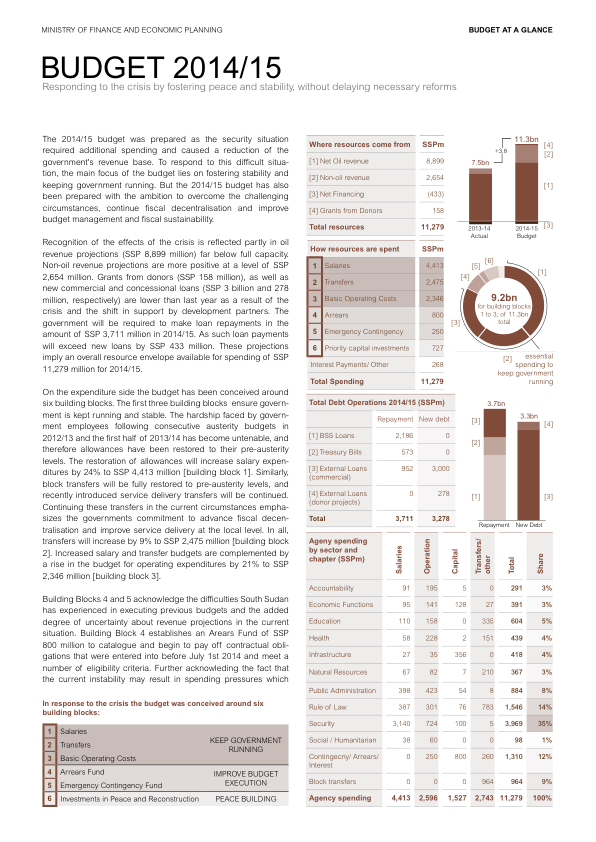 MINISTRY OF FINANCE AND ECONOMIC PLANNING
BUDGET AT A GLANCE
BUDGET 2014/15
Responding to the crisis by fostering peace and stability, without delaying necessary reforms
The 2014/15 budget was prepared as the security situation
required additional spending and caused a reduction of the
government's revenue base. To respond to this difficult situa-
tion, the main focus of the budget lies on fostering stability and
keeping government running. But the 2014/15 budget has also
been prepared with the ambition to overcome the challenging
circumstances, continue fiscal decentralisation and improve
budget management and fiscal sustainability.
Recognition of the effects of the crisis is reflected partly in oil
revenue projections (SSP 8,899 million) far below full capacity.
Non-oil revenue projections are more positive at a level of SSP
2,654 million. Grants from donors (SSP 158 million), as well as
new commercial and concessional loans (SSP 3 billion and 278
million, respectively) are lower than last year as a result of the
crisis and the shift in support by development partners. The
government will be required to make loan repayments in the
amount of SSP 3,711 million in 2014/15. As such loan payments
will exceed new loans by SSP 433 million. These projections
imply an overall resource envelope available for spending of SSP
11,279 million for 2014/15.
On the expenditure side the budget has been conceived around
six building blocks. The first three building blocks ensure govern-
ment is kept running and stable. The hardship faced by govern-
ment employees following consecutive austerity budgets in
2012/13 and the first half of 2013/14 has become untenable, and
therefore allowances have been restored to their pre-austerity
levels. The restoration of allowances will increase salary expen-
ditures by 24% to SSP 4,413 million [building block 1]. Similarly,
block transfers will be fully restored to pre-austerity levels, and
recently introduced service delivery transfers will be continued.
Continuing these transfers in the current circumstances empha-
sizes the governments commitment to advance fiscal decen-
tralisation and improve service delivery at the local level. In all,
transfers will increase by 9% to SSP 2,475 million [building block
2]. Increased salary and transfer budgets are complemented by
a rise in the budget for operating expenditures by 21% to SSP
2,346 million [building block 3].
Building Blocks 4 and 5 acknowledge the difficulties South Sudan
has experienced in executing previous budgets and the added
degree of uncertainty about revenue projections in the current
situation. Building Block 4 establishes an Arears Fund of SSP
800 million to catalogue and begin to pay off contractual obli-
gations that were entered into before July 1st 2014 and meet a
number of eligibility criteria. Further acknowleding the fact that
the current instability may result in spending pressures which
In response to the crisis the budget was conceived around six
building blocks:
1 Salaries
2 Transfers
3 Basic Operating Costs
KEEP GOVERNMENT
RUNNING
4 Arrears Fund
5 Emergency Contingency Fund
IMPROVE BUDGET
EXECUTION
6 Investments in Peace and Reconstruction PEACE BUILDING
Where resources come from SSPm
[1] Net Oil revenue 8,899
[2] Non-oil revenue 2,654
[3] Net Financing (433)
[4] Grants from Donors 158
Total resources 11,279
11.3bn
7.5bn
+3.8
[4]
[2]
[1]
[3]
2013-14
Actual
2014-15
Budget
How resources are spent SSPm
1 Salaries 4,413
2 Transfers 2,475
3 Basic Operating Costs 2,346
4 Arrears 800
5 Emergency Contingency 250
6 Priority capital investments 727
Interest Payments/ Other 268
Total Spending 11,279
[6]
[5]
[4]
[1]
9.2bn
for building blocks
1 to 3, of 11.3bn
total
[3]
[2]
essential
spending to
keep government
running
Total Debt Operations 2014/15 (SSPm)
Repayment New debt
[1] BSS Loans 2,186 0
[2] Treasury Bills 573 0
[3] External Loans
(commercial) 952 3,000
[4] External Loans
(donor projects) 0 278
Total 3,711 3,278
3.7bn
3.3bn
[3]
[4]
[2]
[1]
[3]
Repayment New Debt
Ageny spending
by sector and
chapter (SSPm)
Salaries
Operation
Capital
Transfers/
other
Total
Share
Accountability 91 195 5 0 291 3%
Economic Functions 95 141 128 27 391 3%
Education 110 158 0 335 604 5%
Health 58 228 2 151 439 4%
Infrastructure 27 35 356 0 418 4%
Natural Resources 67 82 7 210 367 3%
Public Administration 398 423 54 8 884 8%
Rule of Law 387 301 76 783 1,546 14%
Security 3,140 724 100 5 3,969 35%
Social / Humanitarian 38 60 0 0 98 1%
Contingecny/ Arrears/
Interest 0 250 800 260 1,310 12%
Block transfers 0 0 0 964 964 9%
Agency spending 4,413 2,596 1,527 2,743 11,279 100%